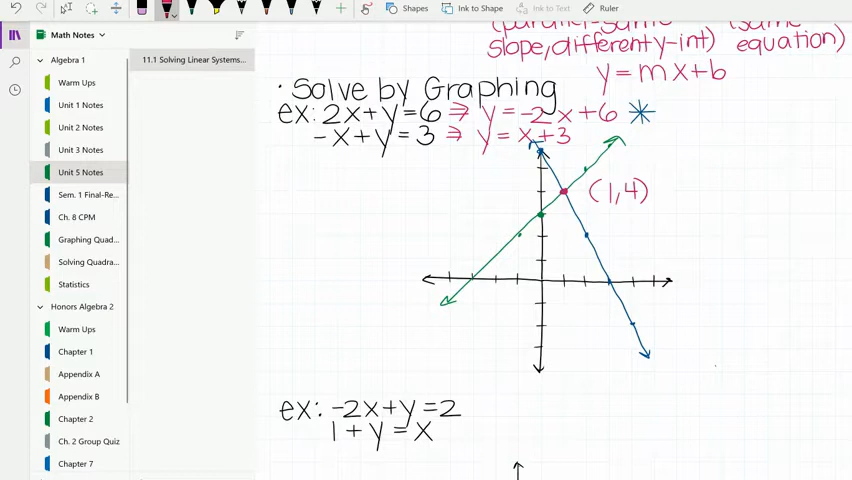 Shapes
Ink to Shape
Ink to Text
Ruler
Math Notes
Algebra 1
Warm Ups
Unit 1 Notes
Unit 2 Notes
Unit 3 Notes
Unit 5 Notes
Sem. 1 Final-Re...
Ch. 8 CPM
Graphing Quad...
Solving Quadra...
Statistics
Honors Algebra 2
Warm Ups
Chapter 1
Appendix A
Appendix B
Chapter 2
Ch. 2 Group Quiz
Chapter 7
11.1 Solving Linear Systems...
(parallel-same (same
slope, different y-int) equation)
y=mx+b
· Solve by Graphing
ex: 2x+y=6 ⇒ y=-2x+6 *
-x+y=3 ⇒ y=x+3
(1,4)
ex: -2x+y=2
1+y=x